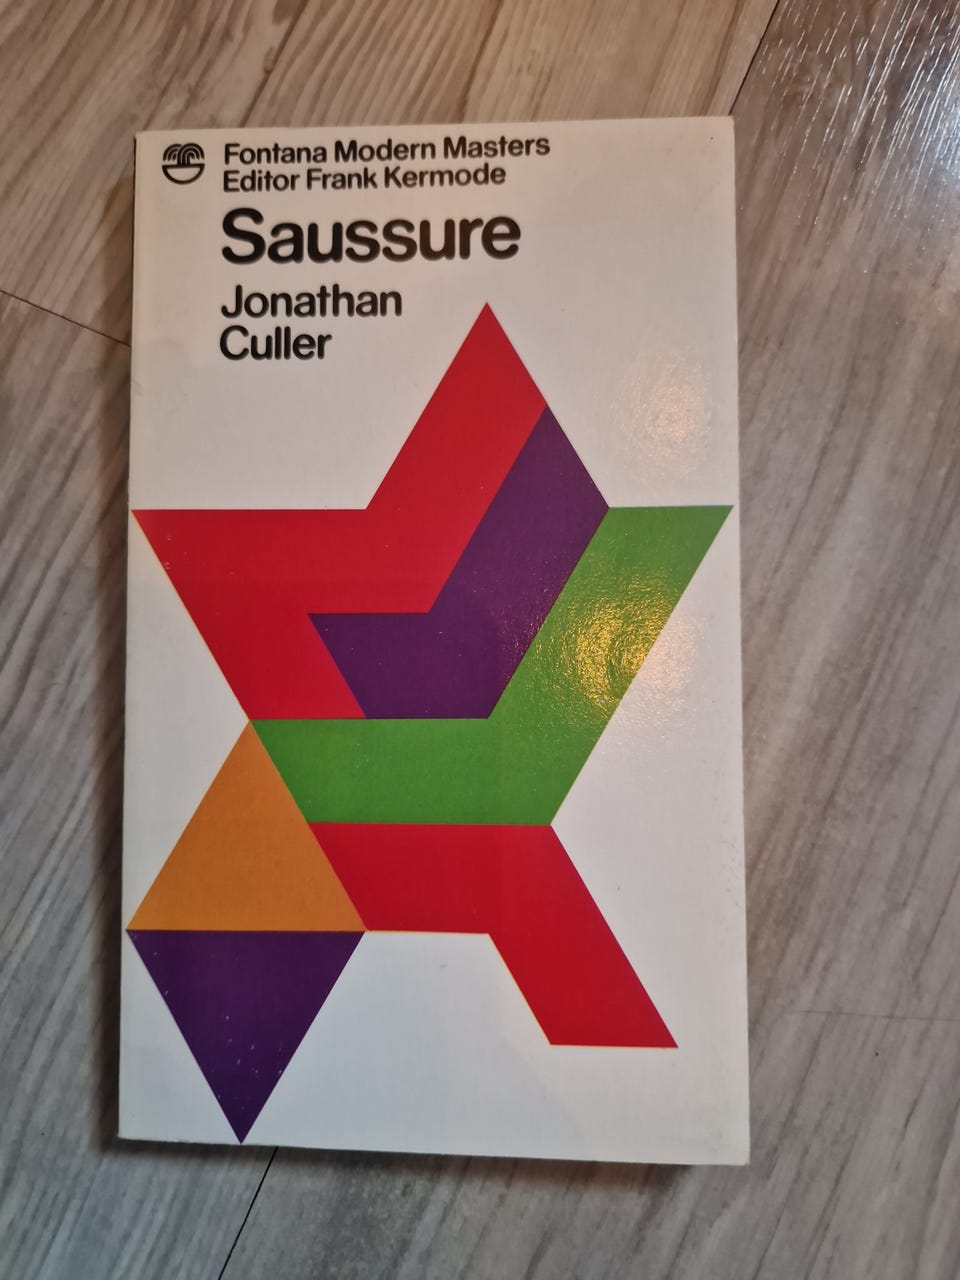 Fontana Modern Masters
Editor Frank Kermode
Saussure
Jonathan
Culler